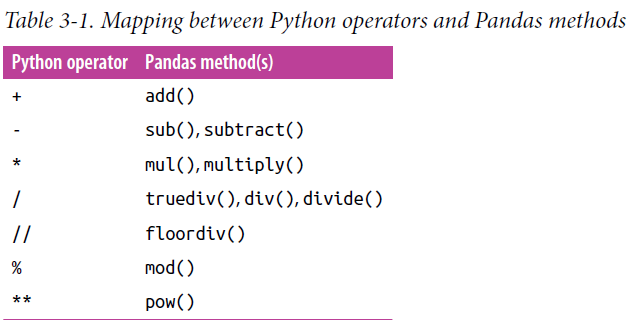 Table 3-1. Mapping between Python operators and Pandas methods
Python operator Pandas method(s)
+ add()
- sub(), subtract()
* mul(), multiply()
/ truediv(), div(), divide()
// floordiv()
% mod()
** pow()